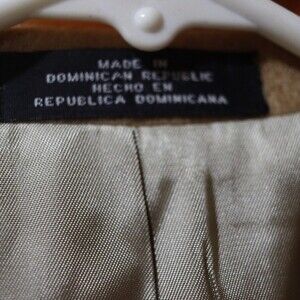 MADE IN
DOMINICAN REPUBLIC
HECHO EN
REPUBLICA DOMINICANA